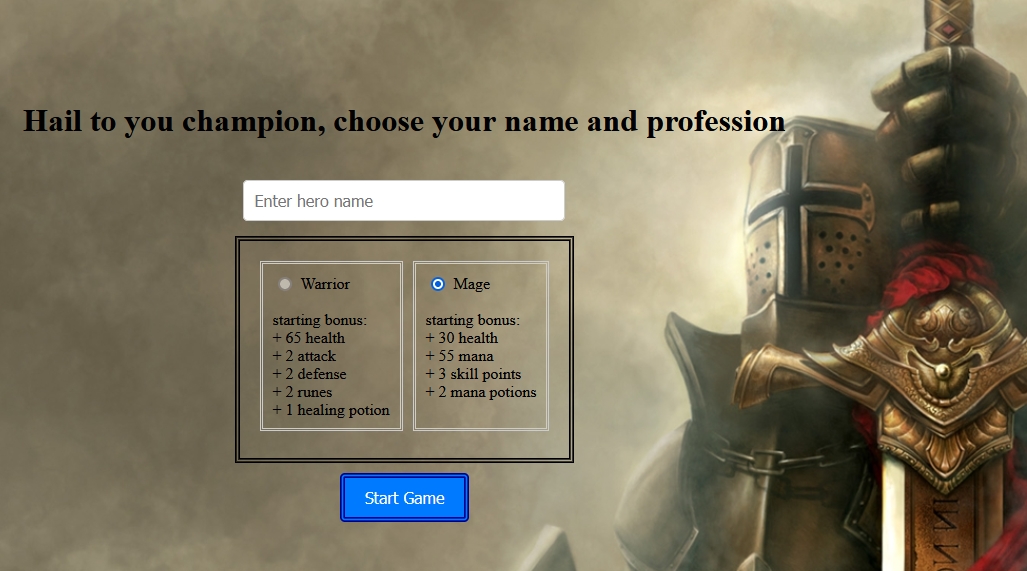 Hail to you champion, choose your name and profession
Enter hero name
Warrior
starting bonus:
+ 65 health
+ 2 attack
+ 2 defense
+ 2 runes
+ 1 healing potion
Mage
starting bonus:
+ 30 health
+ 55 mana
+ 3 skill points
+ 2 mana potions
Start Game